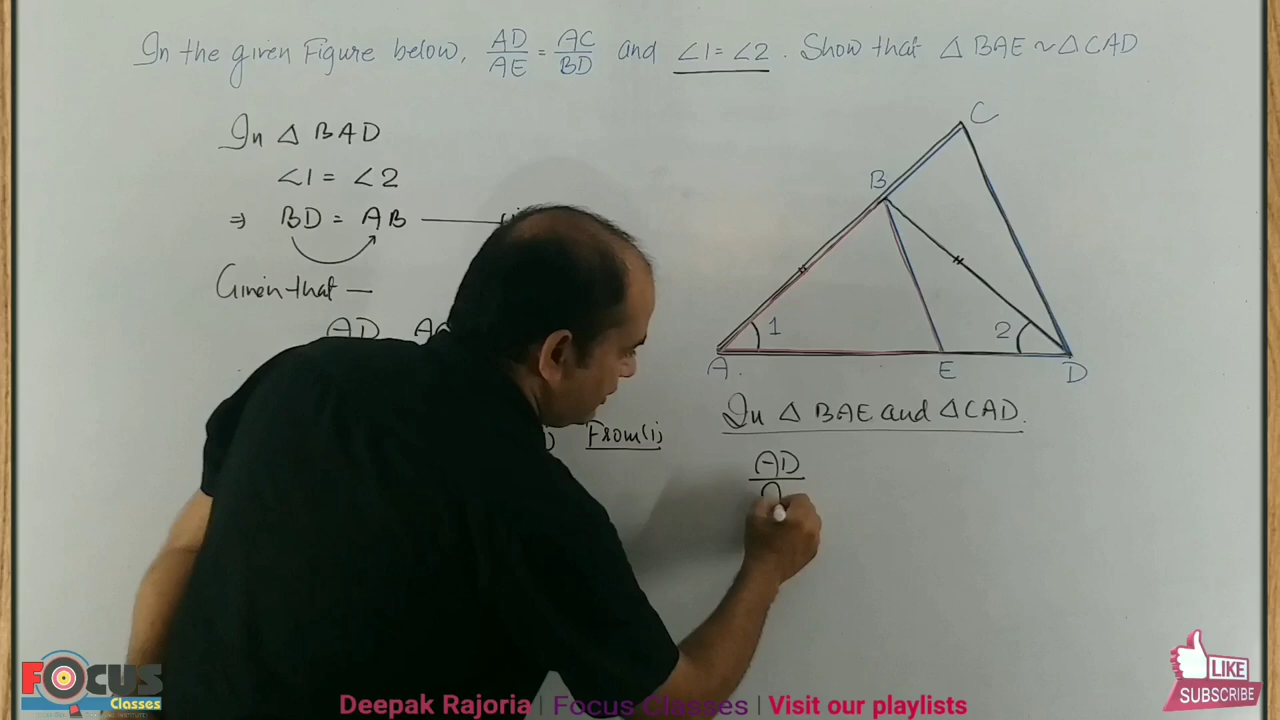 In the given Figure below, AD/AE = AC/BD and ∠1 = ∠2. Show that △BAE ~ △CAD
In △ BAD
∠1 = ∠2
⇒ BD = AB
Given that —
AD
From (i)
C
B
1
2
A
E
D
In △ BAE and △CAD.
AD
FOCUS
Classes
LIKE
SUBSCRIBE
Deepak Rajoria | Focus Classes | Visit our playlists